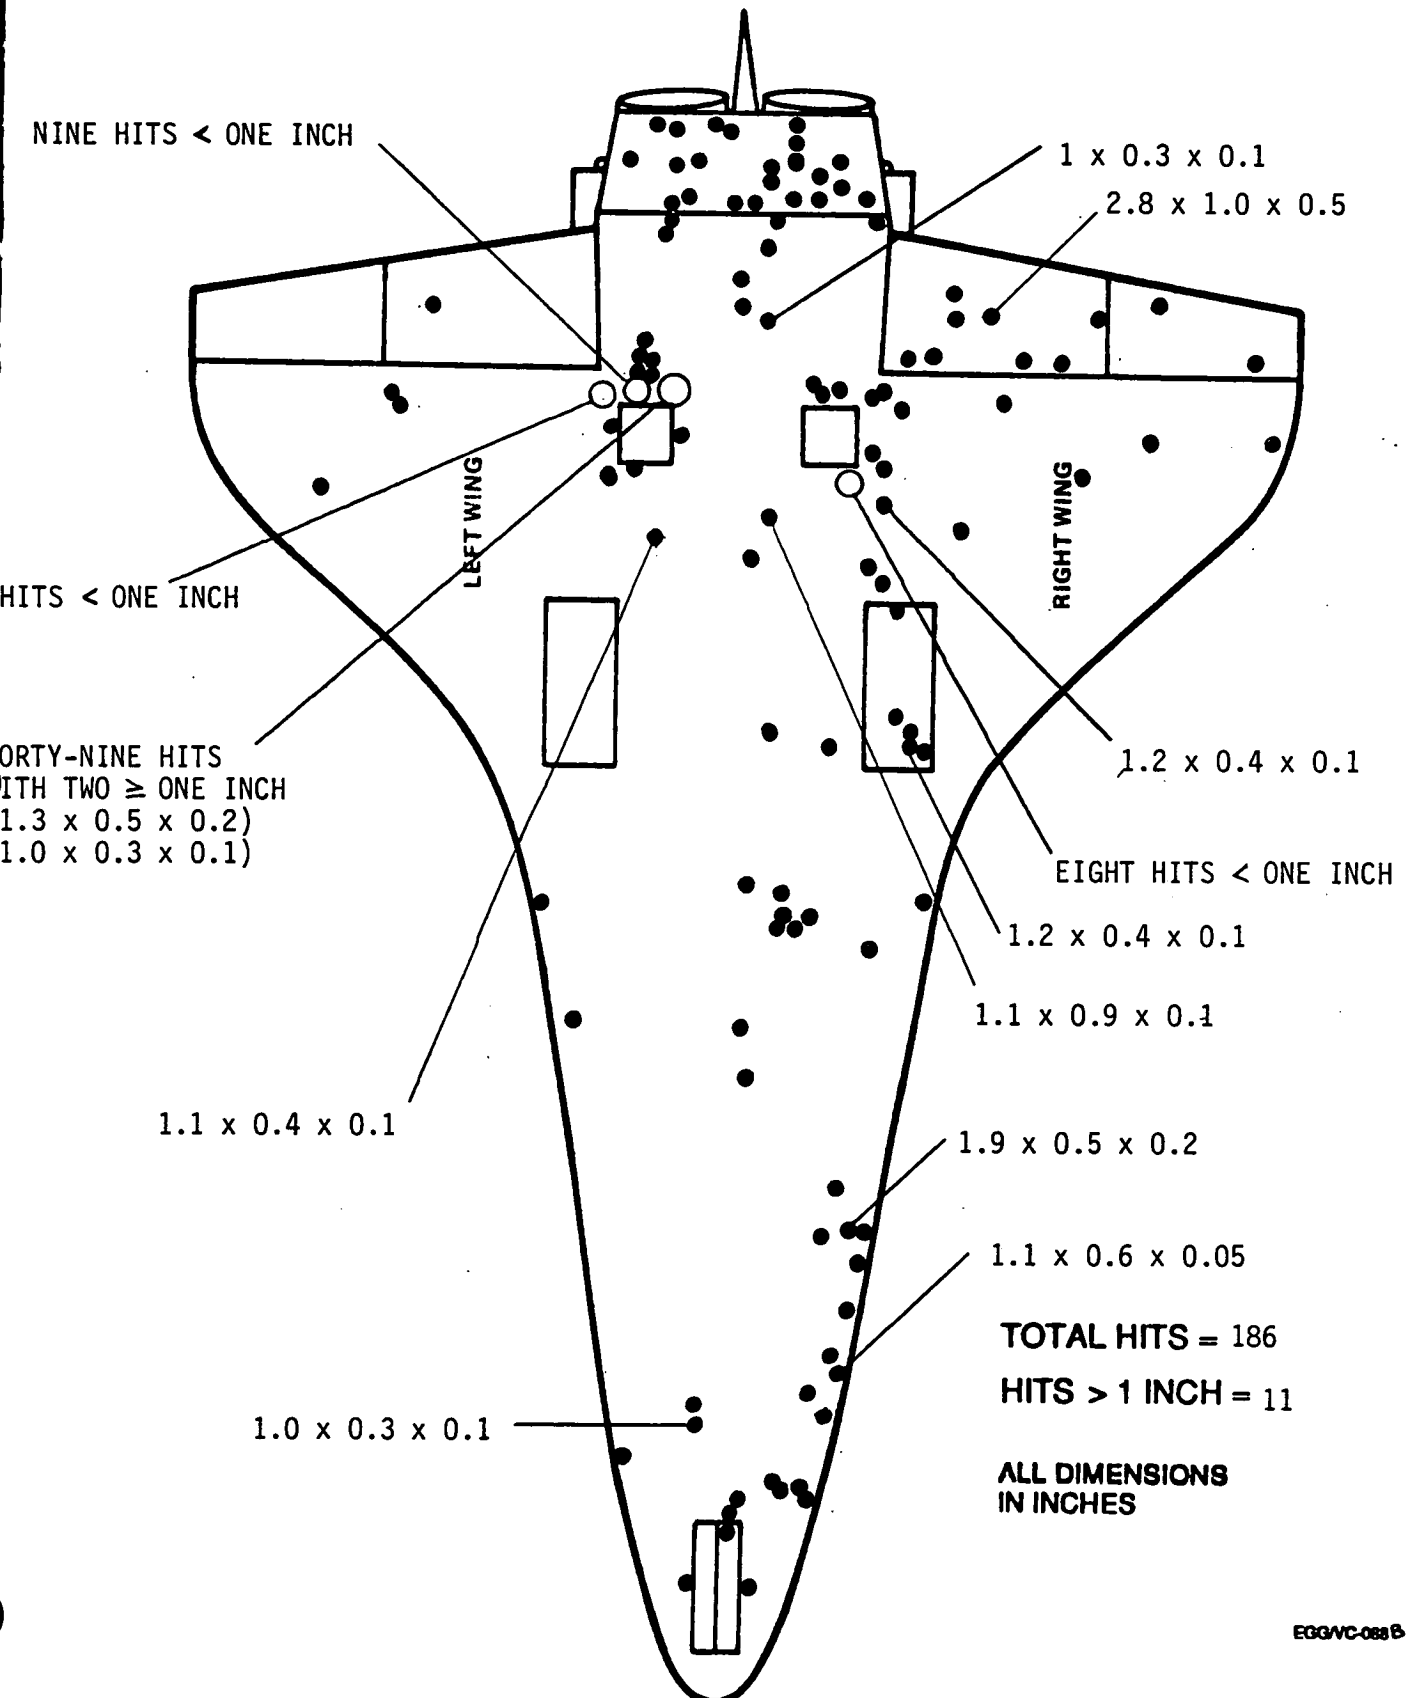 NINE HITS < ONE INCH
1 x 0.3 x 0.1
2.8 x 1.0 x 0.5
LEFT WING
RIGHT WING
HITS < ONE INCH
ORTY-NINE HITS
ITH TWO ≥ ONE INCH
1.3 x 0.5 x 0.2)
1.0 x 0.3 x 0.1)
1.2 x 0.4 x 0.1
EIGHT HITS < ONE INCH
1.2 x 0.4 x 0.1
1.1 x 0.9 x 0.1
1.1 x 0.4 x 0.1
1.9 x 0.5 x 0.2
1.1 x 0.6 x 0.05
TOTAL HITS = 186
HITS > 1 INCH = 11
1.0 x 0.3 x 0.1
ALL DIMENSIONS
IN INCHES
EGG/VC-088B